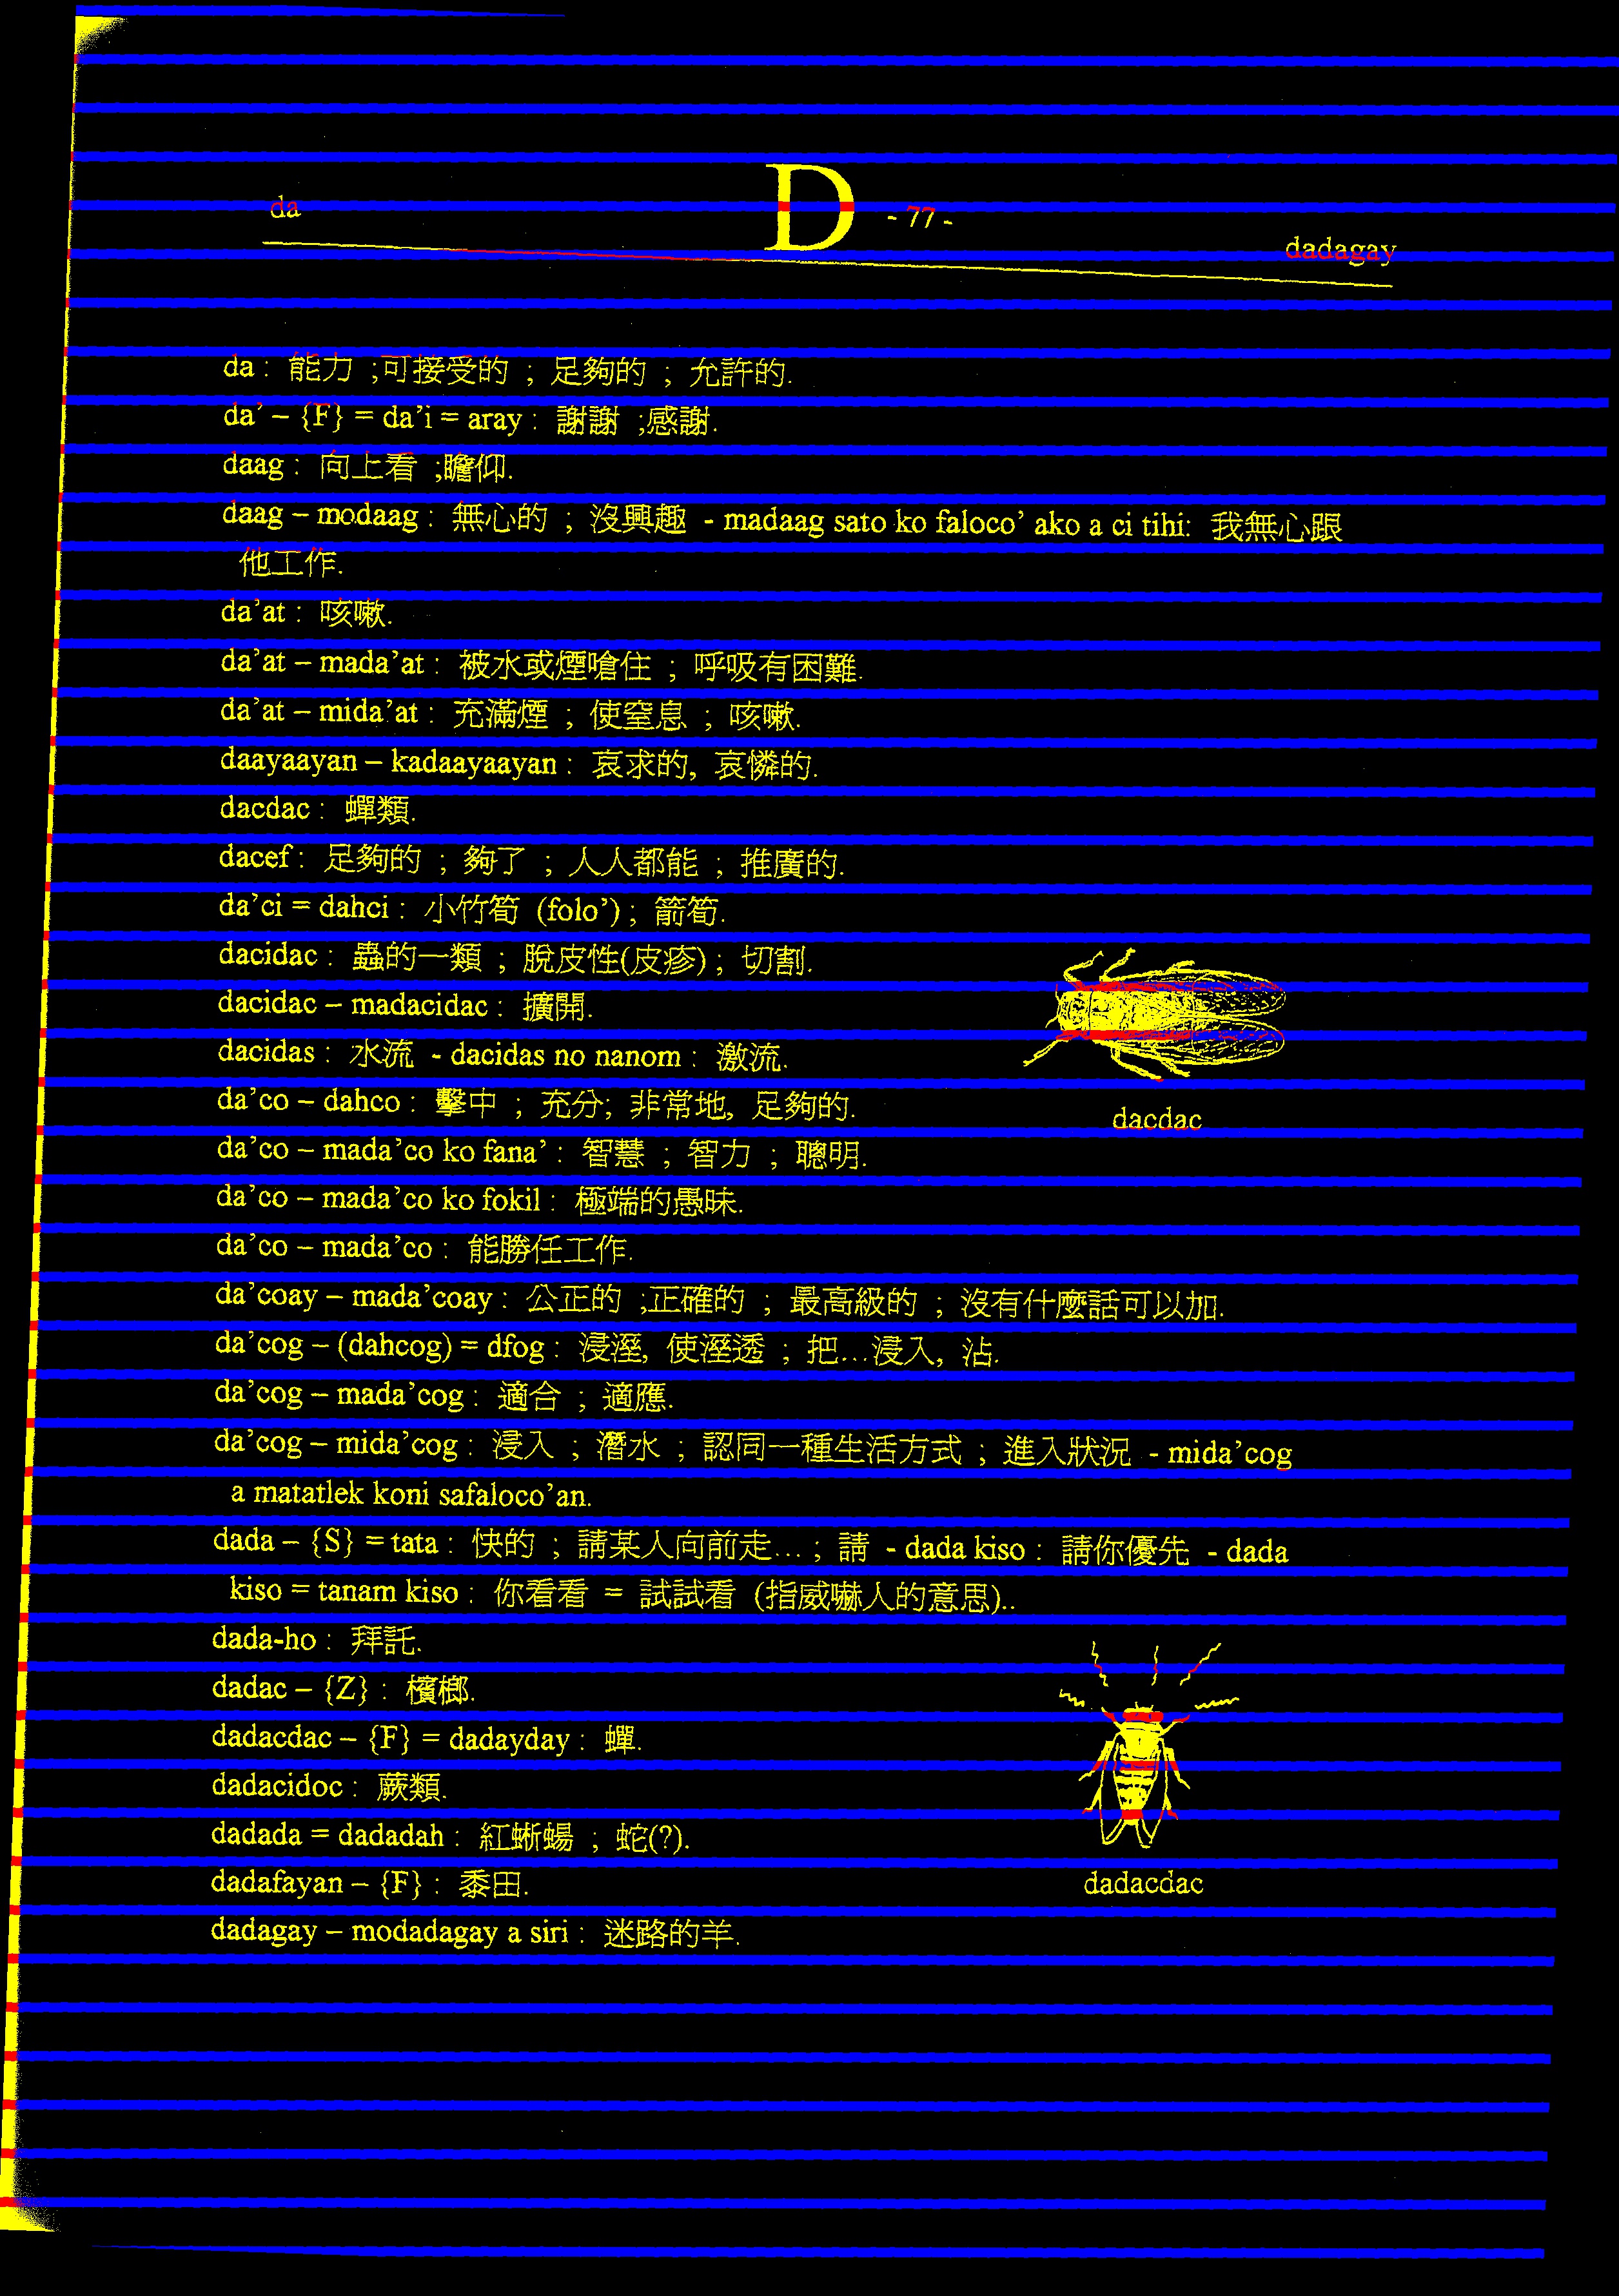 da
D - 77 -
dadagay
da : 能力 ;可接受的 ; 足夠的 ; 允許的.
da’ – {F} = da’i = aray : 謝謝 ;感謝.
daag : 向上看 ;瞻仰.
daag – modaag : 無心的 ; 沒興趣 - madaag sato ko faloco’ ako a ci tihi: 我無心跟
他工作.
da’at : 咳嗽.
da’at – mada’at : 被水或煙嗆住 ; 呼吸有困難.
da’at – mida’at : 充滿煙 ; 使窒息 ; 咳嗽.
daayaayan – kadaayaayan : 哀求的, 哀憐的.
dacdac : 蟬類.
dacef : 足夠的 ; 夠了 ; 人人都能 ; 推廣的.
da’ci = dahci : 小竹筍 (folo’) ; 箭筍.
dacidac : 蟲的一類 ; 脫皮性(皮疹) ; 切割.
dacidac – madacidac : 擴開.
dacidas : 水流 - dacidas no nanom : 激流.
da’co – dahco : 擊中 ; 充分; 非常地, 足夠的.
dacdac
da’co – mada’co ko fana’ : 智慧 ; 智力 ; 聰明.
da’co – mada’co ko fokil : 極端的愚昧.
da’co – mada’co : 能勝任工作.
da’coay – mada’coay : 公正的 ;正確的 ; 最高級的 ; 沒有什麼話可以加.
da’cog – (dahcog) = dfog : 浸溼, 使溼透 ; 把...浸入, 沾.
da’cog – mada’cog : 適合 ; 適應.
da’cog – mida’cog : 浸入 ; 潛水 ; 認同一種生活方式 ; 進入狀況 - mida’cog
a matatlek koni safaloco’an.
dada – {S} = tata : 快的 ; 請某人向前走... ; 請 - dada kiso : 請你優先 - dada
kiso = tanam kiso : 你看看 = 試試看 (指威嚇人的意思)..
dada-ho : 拜託.
dadac – {Z} : 檳榔.
dadacdac – {F} = dadayday : 蟬.
dadacidoc : 蕨類.
dadada = dadadah : 紅蜥蜴 ; 蛇(?).
dadafayan – {F} : 黍田.
dadacdac
dadagay – modadagay a siri : 迷路的羊.